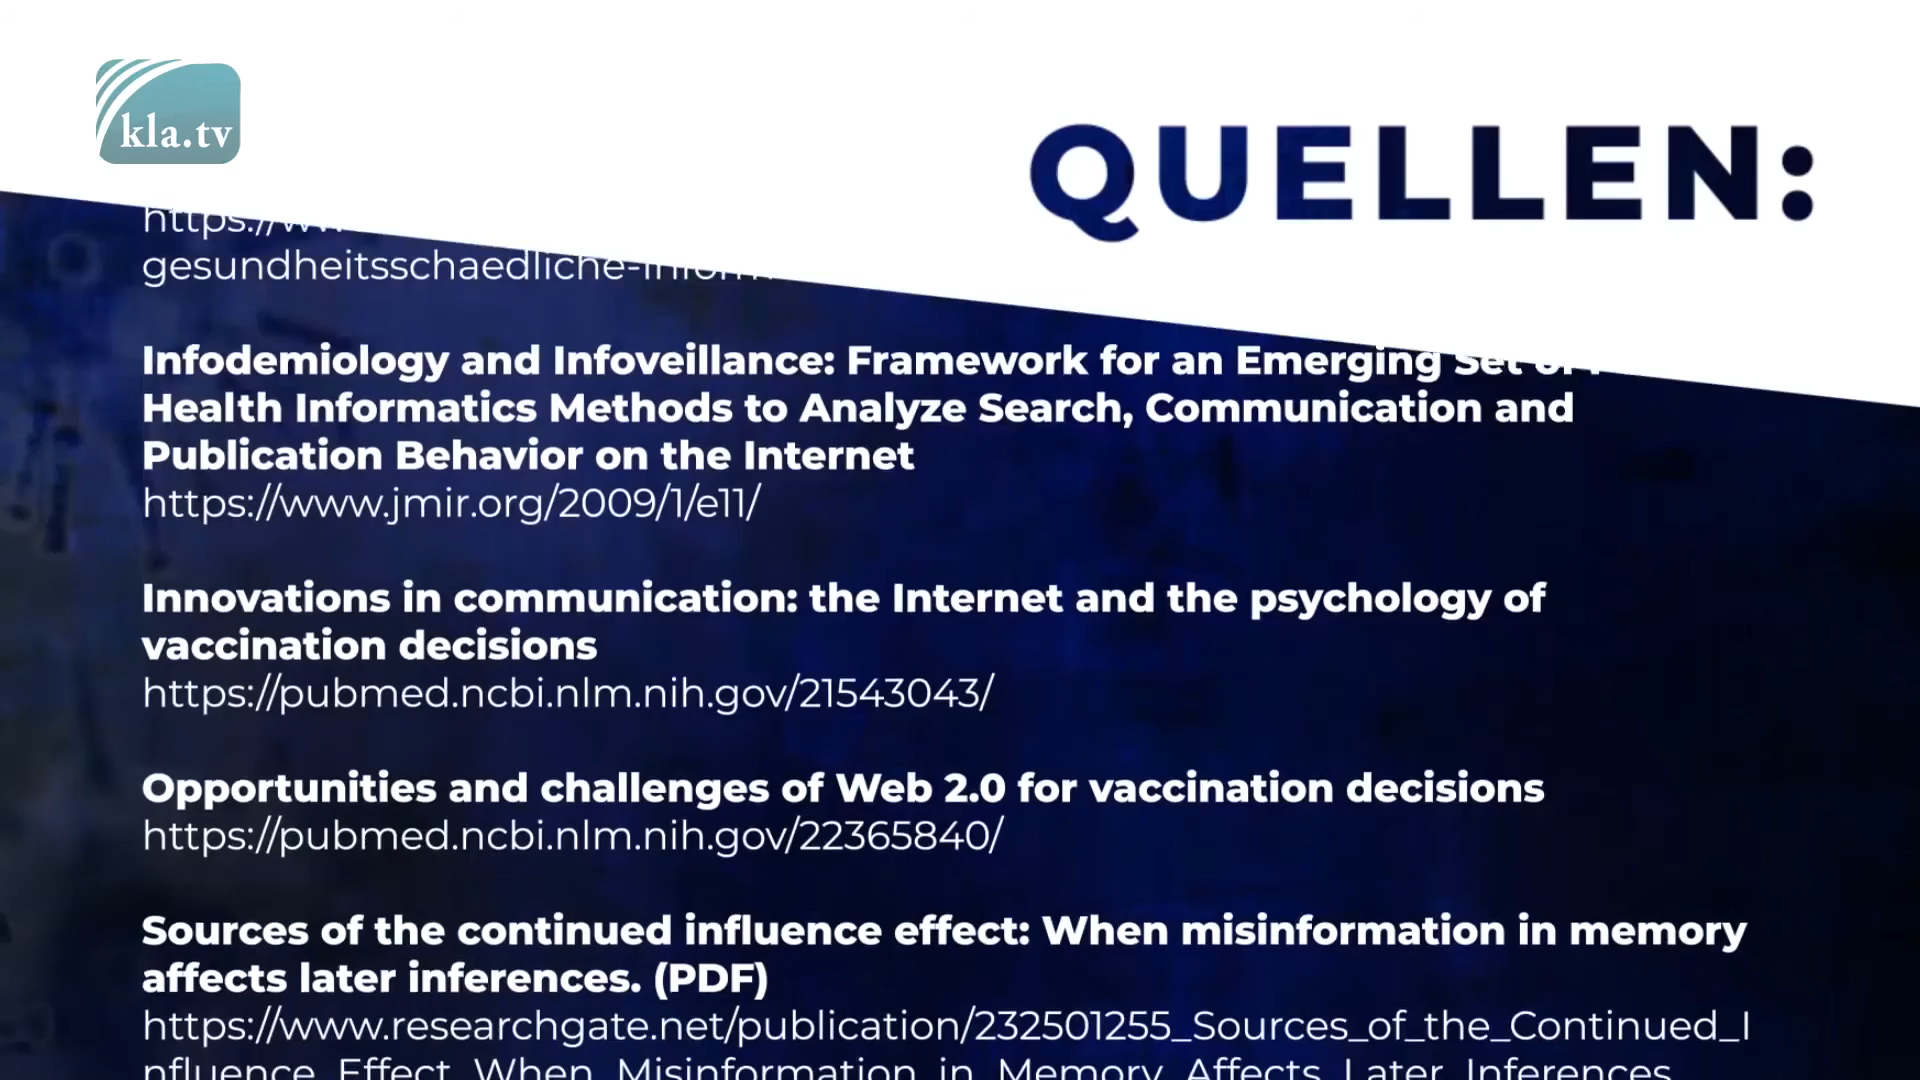 kla.tv
QUELLEN:
gesundheitsschaedliche-inform
Infodemiology and Infoveillance: Framework for an Emerging Set of
Health Informatics Methods to Analyze Search, Communication and
Publication Behavior on the Internet
https://www.jmir.org/2009/1/e11/
Innovations in communication: the Internet and the psychology of
vaccination decisions
https://pubmed.ncbi.nlm.nih.gov/21543043/
Opportunities and challenges of Web 2.0 for vaccination decisions
https://pubmed.ncbi.nlm.nih.gov/22365840/
Sources of the continued influence effect: When misinformation in memory
affects later inferences. (PDF)
https://www.researchgate.net/publication/232501255_Sources_of_the_Continued_I
nfluence_Effect_When_Misinformation_in_Memory_Affects_Later_Inferences